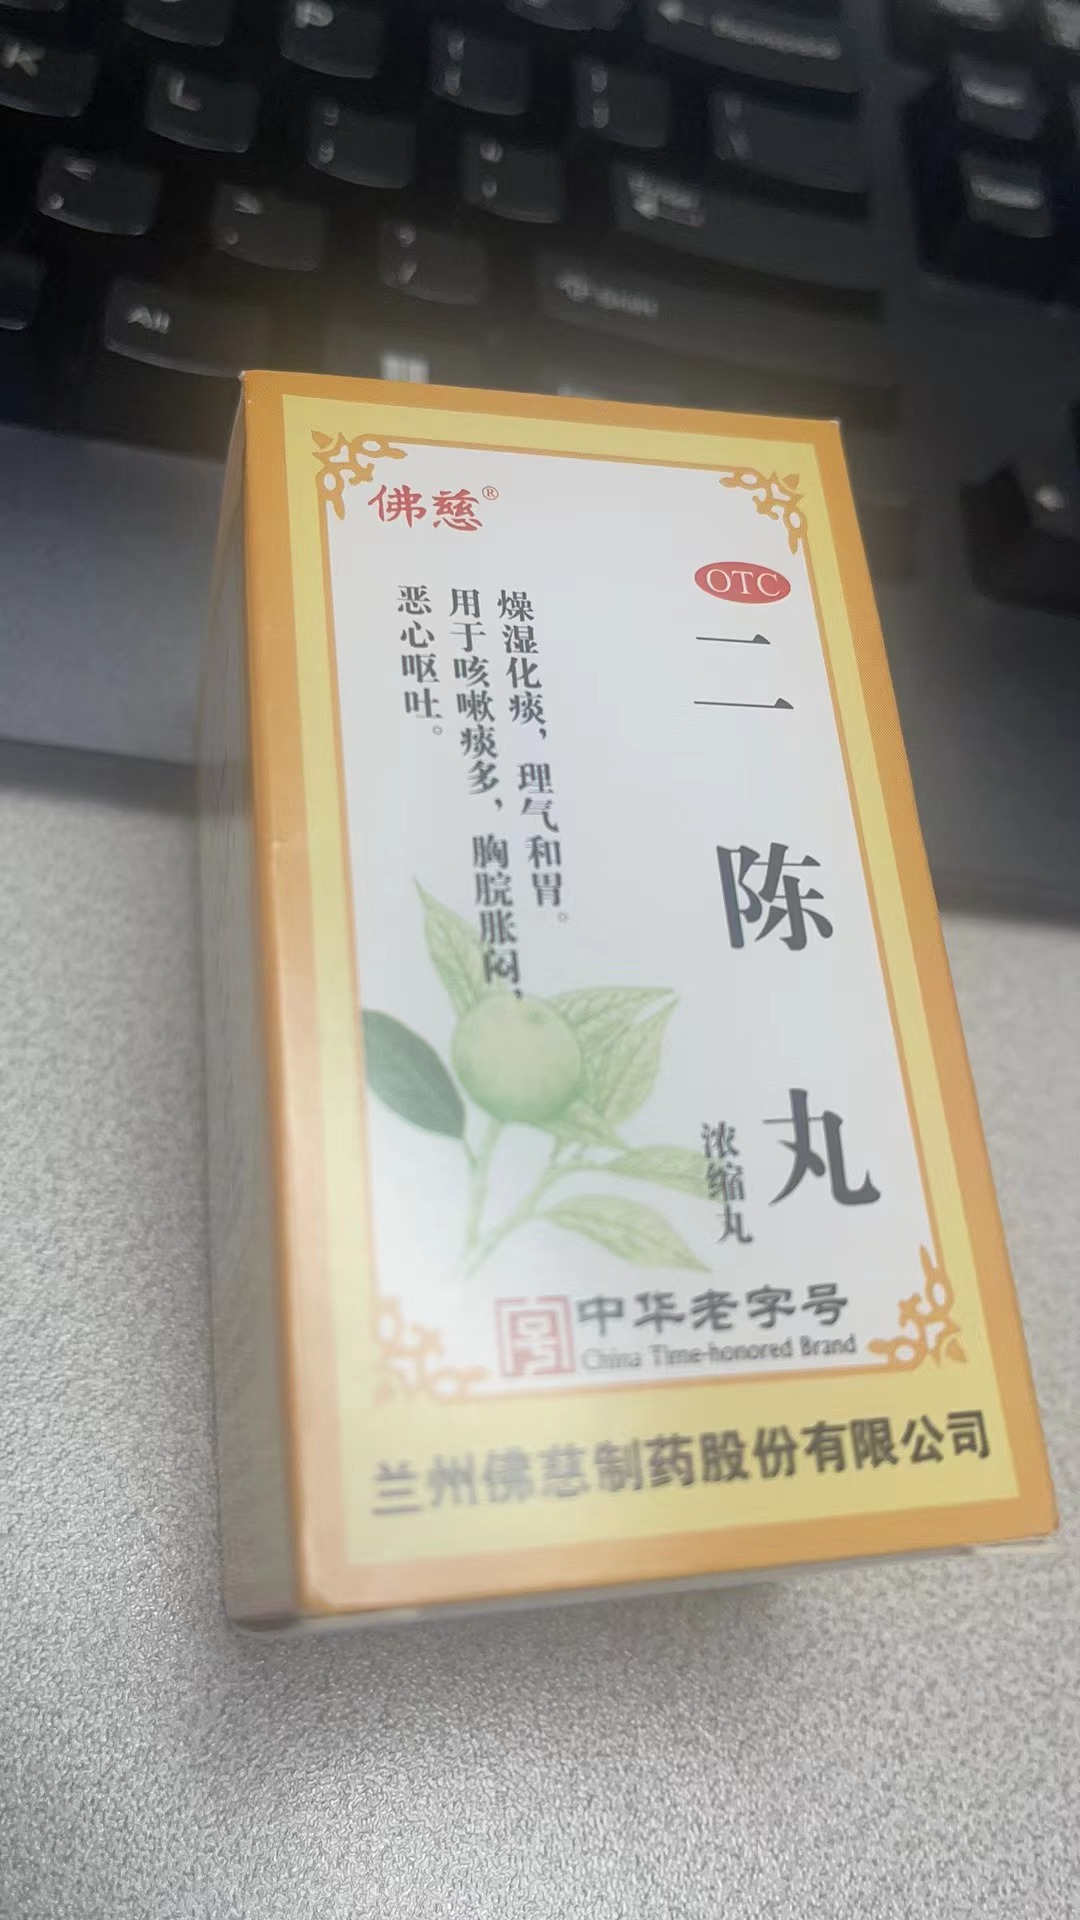 K
L
P
Alt
佛慈®
OTC
二陈丸
浓缩丸
燥湿化痰，理气和胃。
用于咳嗽痰多，胸脘胀闷，
恶心呕吐。
中华老字号
China Time-honored Brand
兰州佛慈制药股份有限公司